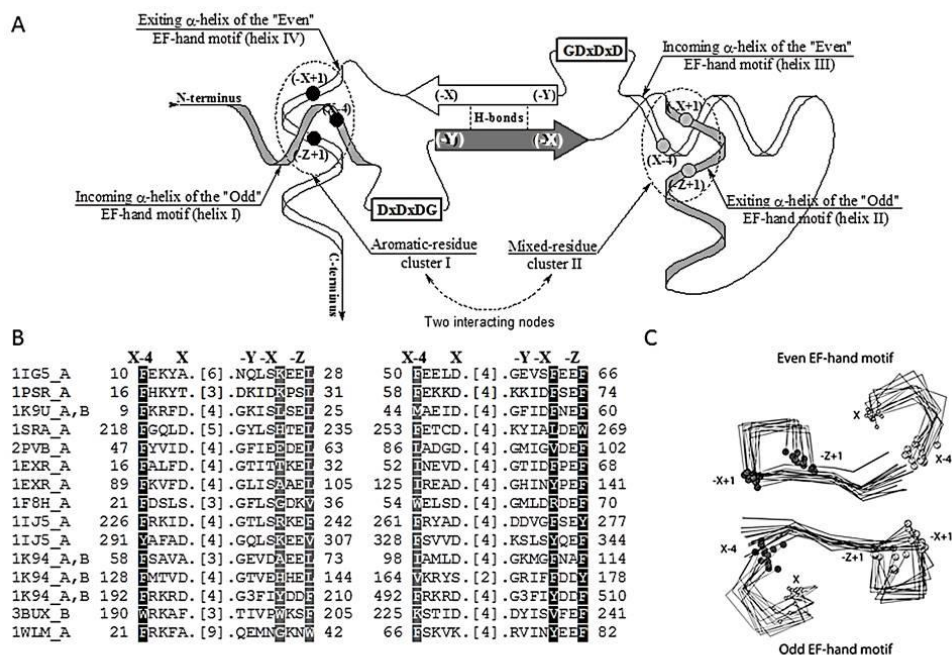 A
Exiting α-helix of the "Even"
EF-hand motif (helix IV)
GDxDxD
Incoming α-helix of the "Even"
EF-hand motif (helix III)
(-X+1)
(X-4)
(-Z+1)
N-terminus
(-X)
(-Y)
H-bonds
(-Y)
(-X)
(-X+1)
(X-4)
(-Z+1)
Incoming α-helix of the "Odd"
EF-hand motif (helix I)
DxDxDG
Exiting α-helix of the "Odd"
EF-hand motif (helix II)
Aromatic-residue
cluster I
Mixed-residue
cluster II
C-terminus
Two interacting nodes
B
X-4 X -Y -X -Z X-4 X -Y -X -Z
1IG5_A 10 FEKYA.[6].NQLSKEEL 28 50 FEELD.[4].GEVSFEEF 66
1PSR_A 16 FHKYT.[3].DKIDKPSL 31 58 FEKKD.[4].KKIDFSEF 74
1K9U_A,B 9 FKRFD.[4].GKISLSEL 25 44 MAEID.[4].GFIDFNEF 60
1SRA_A 218 FGQLD.[5].GYLSHTEL 235 253 FETCD.[4].KYIALDEW 269
2PVB_A 47 FYVID.[4].GFIEEDEL 63 86 LADGD.[4].GMIGVDEF 102
1EXR_A 16 FALFD.[4].GTITTKEL 32 52 INEVD.[4].GTIDFPEF 68
1EXR_A 89 FKVFD.[4].GLISAAEL 105 125 IREAD.[4].GHINYEEF 141
1F8H_A 21 FDSLS.[3].GFLSGDKV 36 54 WELSD.[4].GMLDRDEF 70
1IJ5_A 226 FRKID.[4].GTLSRKEF 242 261 FRYAD.[4].DDVGFSEY 277
1IJ5_A 291 YAFAD.[4].GQLSKEEV 307 328 FSVVD.[4].KSLSYQEF 344
1K94_A,B 58 FSAVA.[3].GEVDAEEL 73 98 IAMLD.[4].GKMGFNAF 114
1K94_A,B 128 FMTVD.[4].GTVEHHEL 144 164 VKRYS.[2].GRIFFDDY 178
1K94_A,B 192 FRKRD.[4].G3FIYDDF 210 492 FRKRD.[4].G3FIYDDF 510
3BUX_B 190 WRKAF.[3].TIVPWKSF 205 225 KSTID.[4].DYISVFEF 241
1WLM_A 21 FRKFA.[9].QEMNGKNW 42 66 FSKVK.[4].RVINYEEF 82
C
Even EF-hand motif
X
-Z+1
X-4
-X+1
X-4
-Z+1
-X+1
X
Odd EF-hand motif